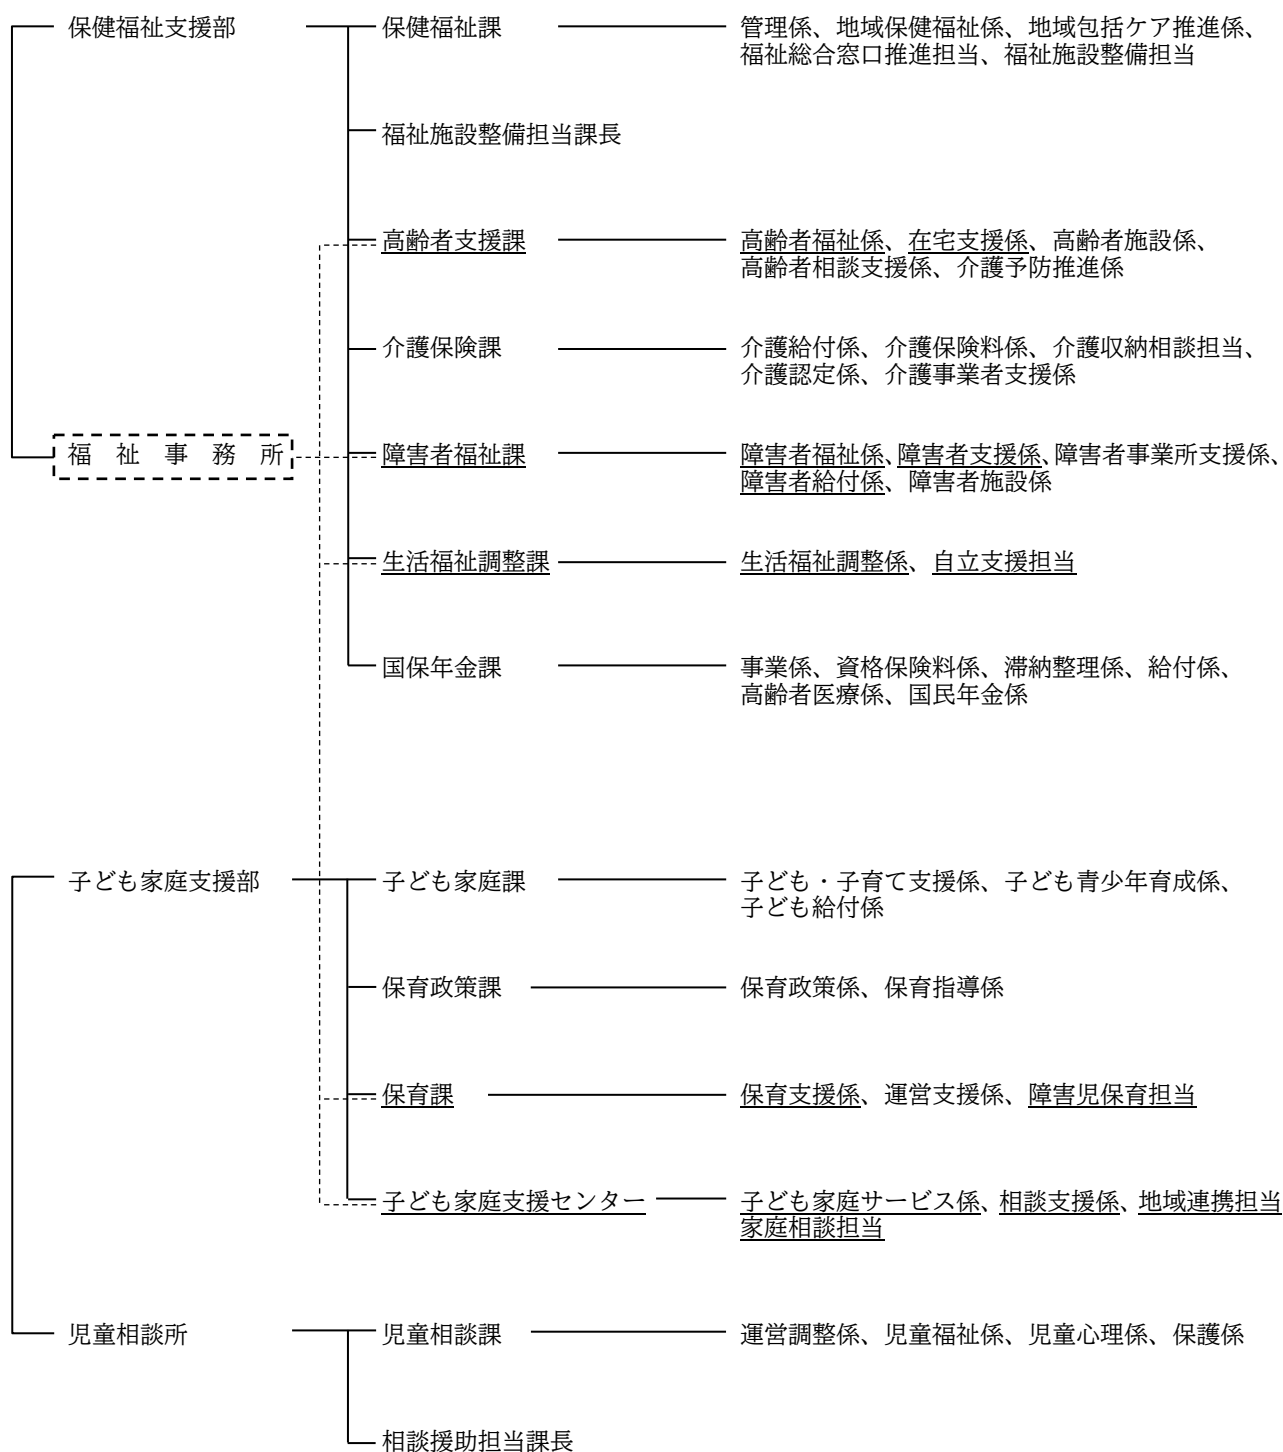 保健福祉支援部 保健福祉課 管理係、地域保健福祉係、地域包括ケア推進係、
福祉総合窓口推進担当、福祉施設整備担当
福祉施設整備担当課長
高齢者支援課 高齢者福祉係、在宅支援係、高齢者施設係、
高齢者相談支援係、介護予防推進係
介護保険課 介護給付係、介護保険料係、介護収納相談担当、
介護認定係、介護事業者支援係
福 祉 事 務 所 障害者福祉課 障害者福祉係、障害者支援係、障害者事業所支援係、
障害者給付係、障害者施設係
生活福祉調整課 生活福祉調整係、自立支援担当
国保年金課 事業係、資格保険料係、滞納整理係、給付係、
高齢者医療係、国民年金係
子ども家庭支援部 子ども家庭課 子ども・子育て支援係、子ども青少年育成係、
子ども給付係
保育政策課 保育政策係、保育指導係
保育課 保育支援係、運営支援係、障害児保育担当
子ども家庭支援センター 子ども家庭サービス係、相談支援係、地域連携担当
家庭相談担当
児童相談所 児童相談課 運営調整係、児童福祉係、児童心理係、保護係
相談援助担当課長